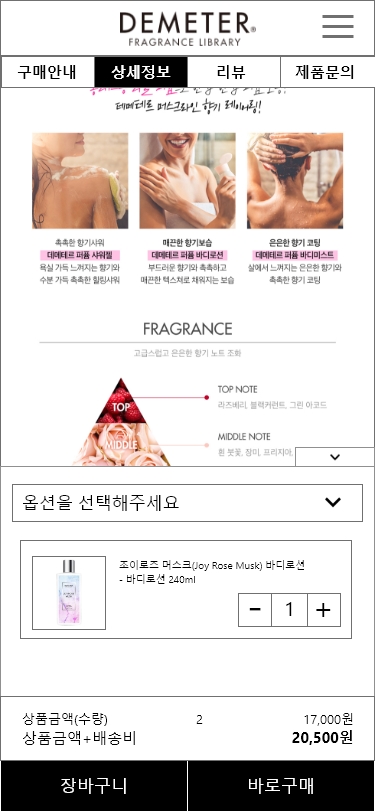 DEMETER®
FRAGRANCE LIBRARY
구매안내
상세정보
리뷰
제품문의
데메테르 머스크라인 향기 레이어링!
촉촉한 향기샤워
데메테르 퍼퓸 샤워젤
욕실 가득 느껴지는 향기와
수분 가득 촉촉한 힐링샤워
매끈한 향기보습
데메테르 퍼퓸 바디로션
부드러운 향기와 촉촉하고
매끈한 텍스처로 채워지는 보습
은은한 향기 코팅
데메테르 퍼퓸 바디미스트
살에서 느껴지는 은은한 향기와
촉촉한 향기 코팅
FRAGRANCE
고급스럽고 은은한 향기 노트 조화
TOP
TOP NOTE
라즈베리, 블랙커런트, 그린 아코드
MIDDLE
MIDDLE NOTE
흰 붓꽃, 장미, 프리지아,
옵션을 선택해주세요
조이로즈 머스크(Joy Rose Musk) 바디로션
- 바디로션 240ml
- 1 +
상품금액(수량) 2 17,000원
상품금액+배송비 20,500원
장바구니
바로구매